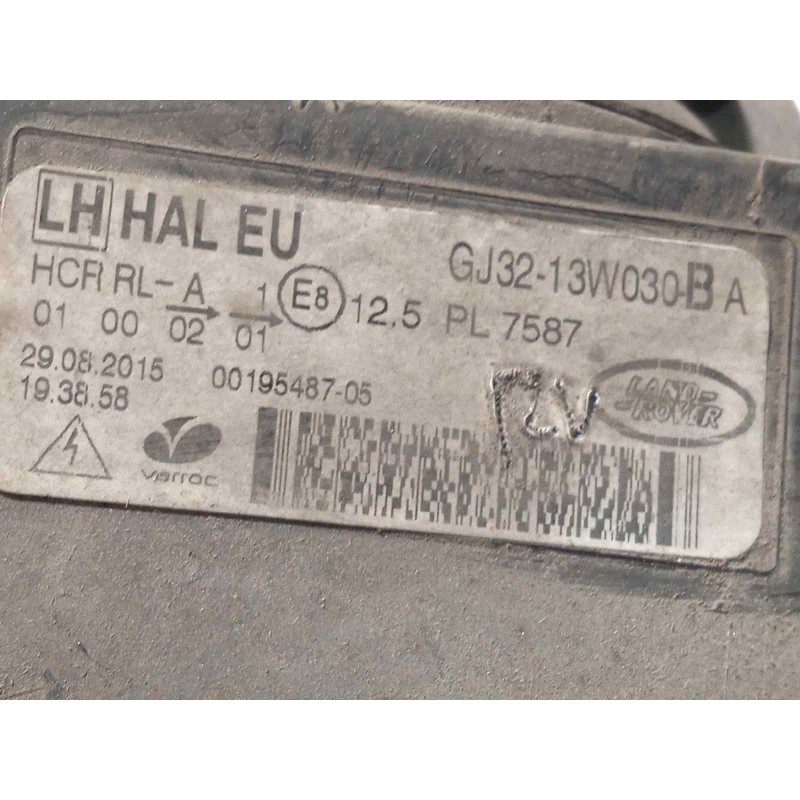 LH HAL EU
GJ32-13W030-B A
HCR RL-A 1 E8 12.5 PL 7587
01 00 02 01
29.08.2015 00195487-05
19.38.58
LAND-
-ROVER
varroc